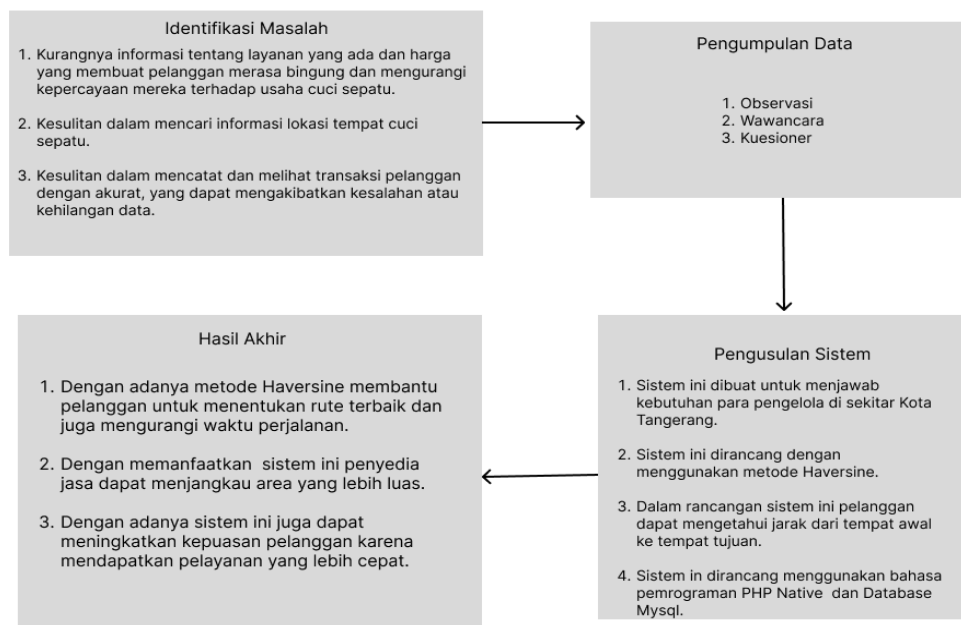 Identifikasi Masalah
1. Kurangnya informasi tentang layanan yang ada dan harga
yang membuat pelanggan merasa bingung dan mengurangi
kepercayaan mereka terhadap usaha cuci sepatu.
2. Kesulitan dalam mencari informasi lokasi tempat cuci
sepatu.
3. Kesulitan dalam mencatat dan melihat transaksi pelanggan
dengan akurat, yang dapat mengakibatkan kesalahan atau
kehilangan data.
Pengumpulan Data
1. Observasi
2. Wawancara
3. Kuesioner
Pengusulan Sistem
1. Sistem ini dibuat untuk menjawab
kebutuhan para pengelola di sekitar Kota
Tangerang.
2. Sistem ini dirancang dengan
menggunakan metode Haversine.
3. Dalam rancangan sistem ini pelanggan
dapat mengetahui jarak dari tempat awal
ke tempat tujuan.
4. Sistem in dirancang menggunakan bahasa
pemrograman PHP Native dan Database
Mysql.
Hasil Akhir
1. Dengan adanya metode Haversine membantu
pelanggan untuk menentukan rute terbaik dan
juga mengurangi waktu perjalanan.
2. Dengan memanfaatkan sistem ini penyedia
jasa dapat menjangkau area yang lebih luas.
3. Dengan adanya sistem ini juga dapat
meningkatkan kepuasan pelanggan karena
mendapatkan pelayanan yang lebih cepat.